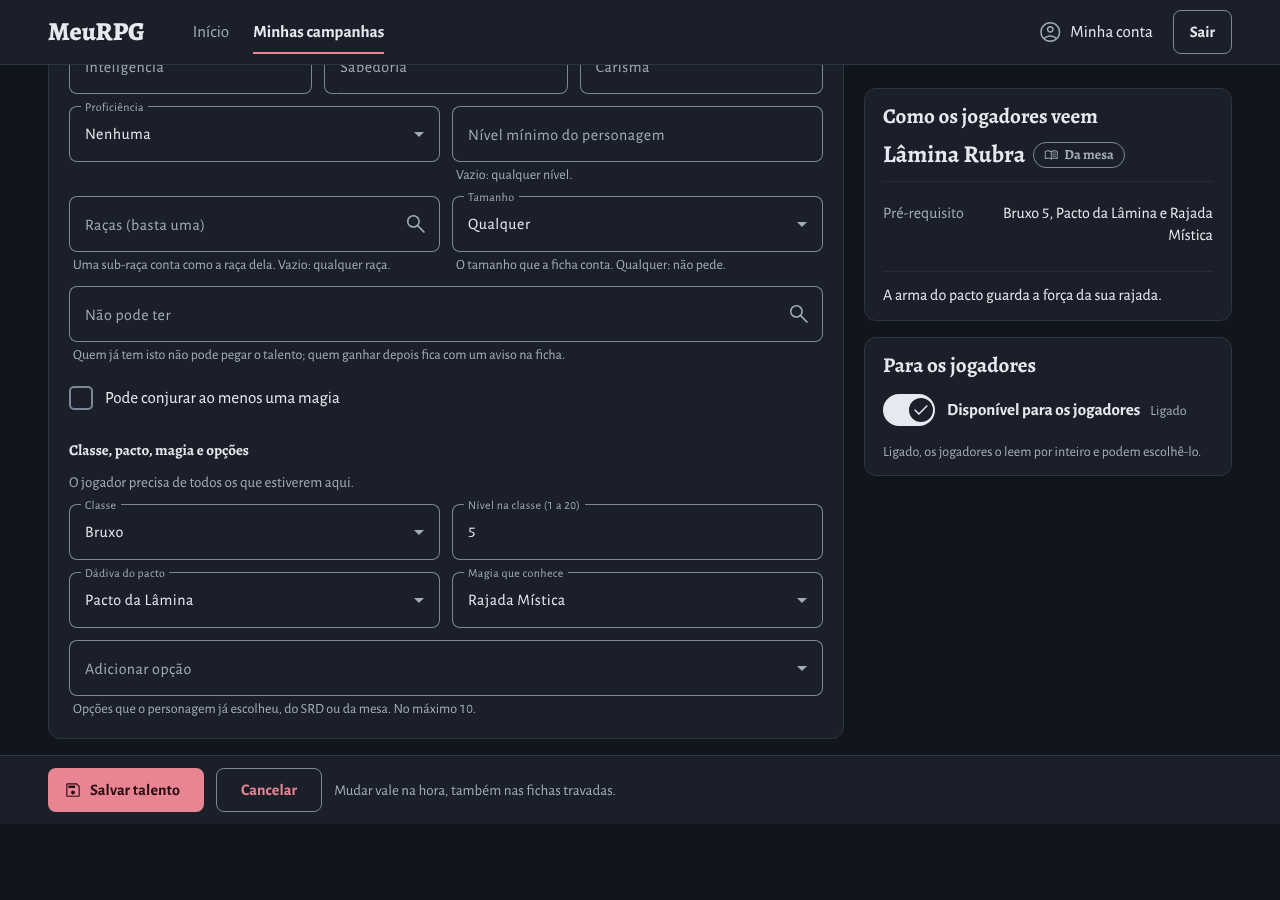 MeuRPG
Início
Minhas campanhas
Minha conta
Sair
Inteligência
Sabedoria
Carisma
Proficiência
Nenhuma
Nível mínimo do personagem
Vazio: qualquer nível.
Raças (basta uma)
Uma sub-raça conta como a raça dela. Vazio: qualquer raça.
Tamanho
Qualquer
O tamanho que a ficha conta. Qualquer: não pede.
Não pode ter
Quem já tem isto não pode pegar o talento; quem ganhar depois fica com um aviso na ficha.
Pode conjurar ao menos uma magia
Classe, pacto, magia e opções
O jogador precisa de todos os que estiverem aqui.
Classe
Bruxo
Nível na classe (1 a 20)
5
Dádiva do pacto
Pacto da Lâmina
Magia que conhece
Rajada Mística
Adicionar opção
Opções que o personagem já escolheu, do SRD ou da mesa. No máximo 10.
Como os jogadores veem
Lâmina Rubra
Da mesa
Pré-requisito
Bruxo 5, Pacto da Lâmina e Rajada
Mística
A arma do pacto guarda a força da sua rajada.
Para os jogadores
Disponível para os jogadores
Ligado
Ligado, os jogadores o leem por inteiro e podem escolhê-lo.
Salvar talento
Cancelar
Mudar vale na hora, também nas fichas travadas.